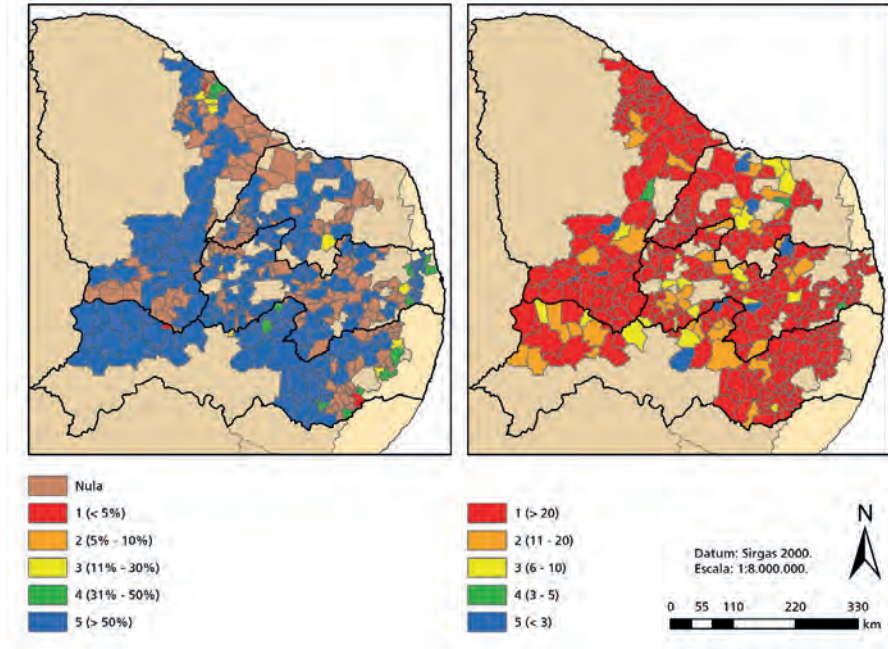 Nula
1 (< 5%)
2 (5% - 10%)
3 (11% - 30%)
4 (31% - 50%)
5 (> 50%)
1 (> 20)
2 (11 - 20)
3 (6 - 10)
4 (3 - 5)
5 (< 3)
Datum: Sirgas 2000.
Escala: 1:8.000.000.
N
0 55 110 220 330
km